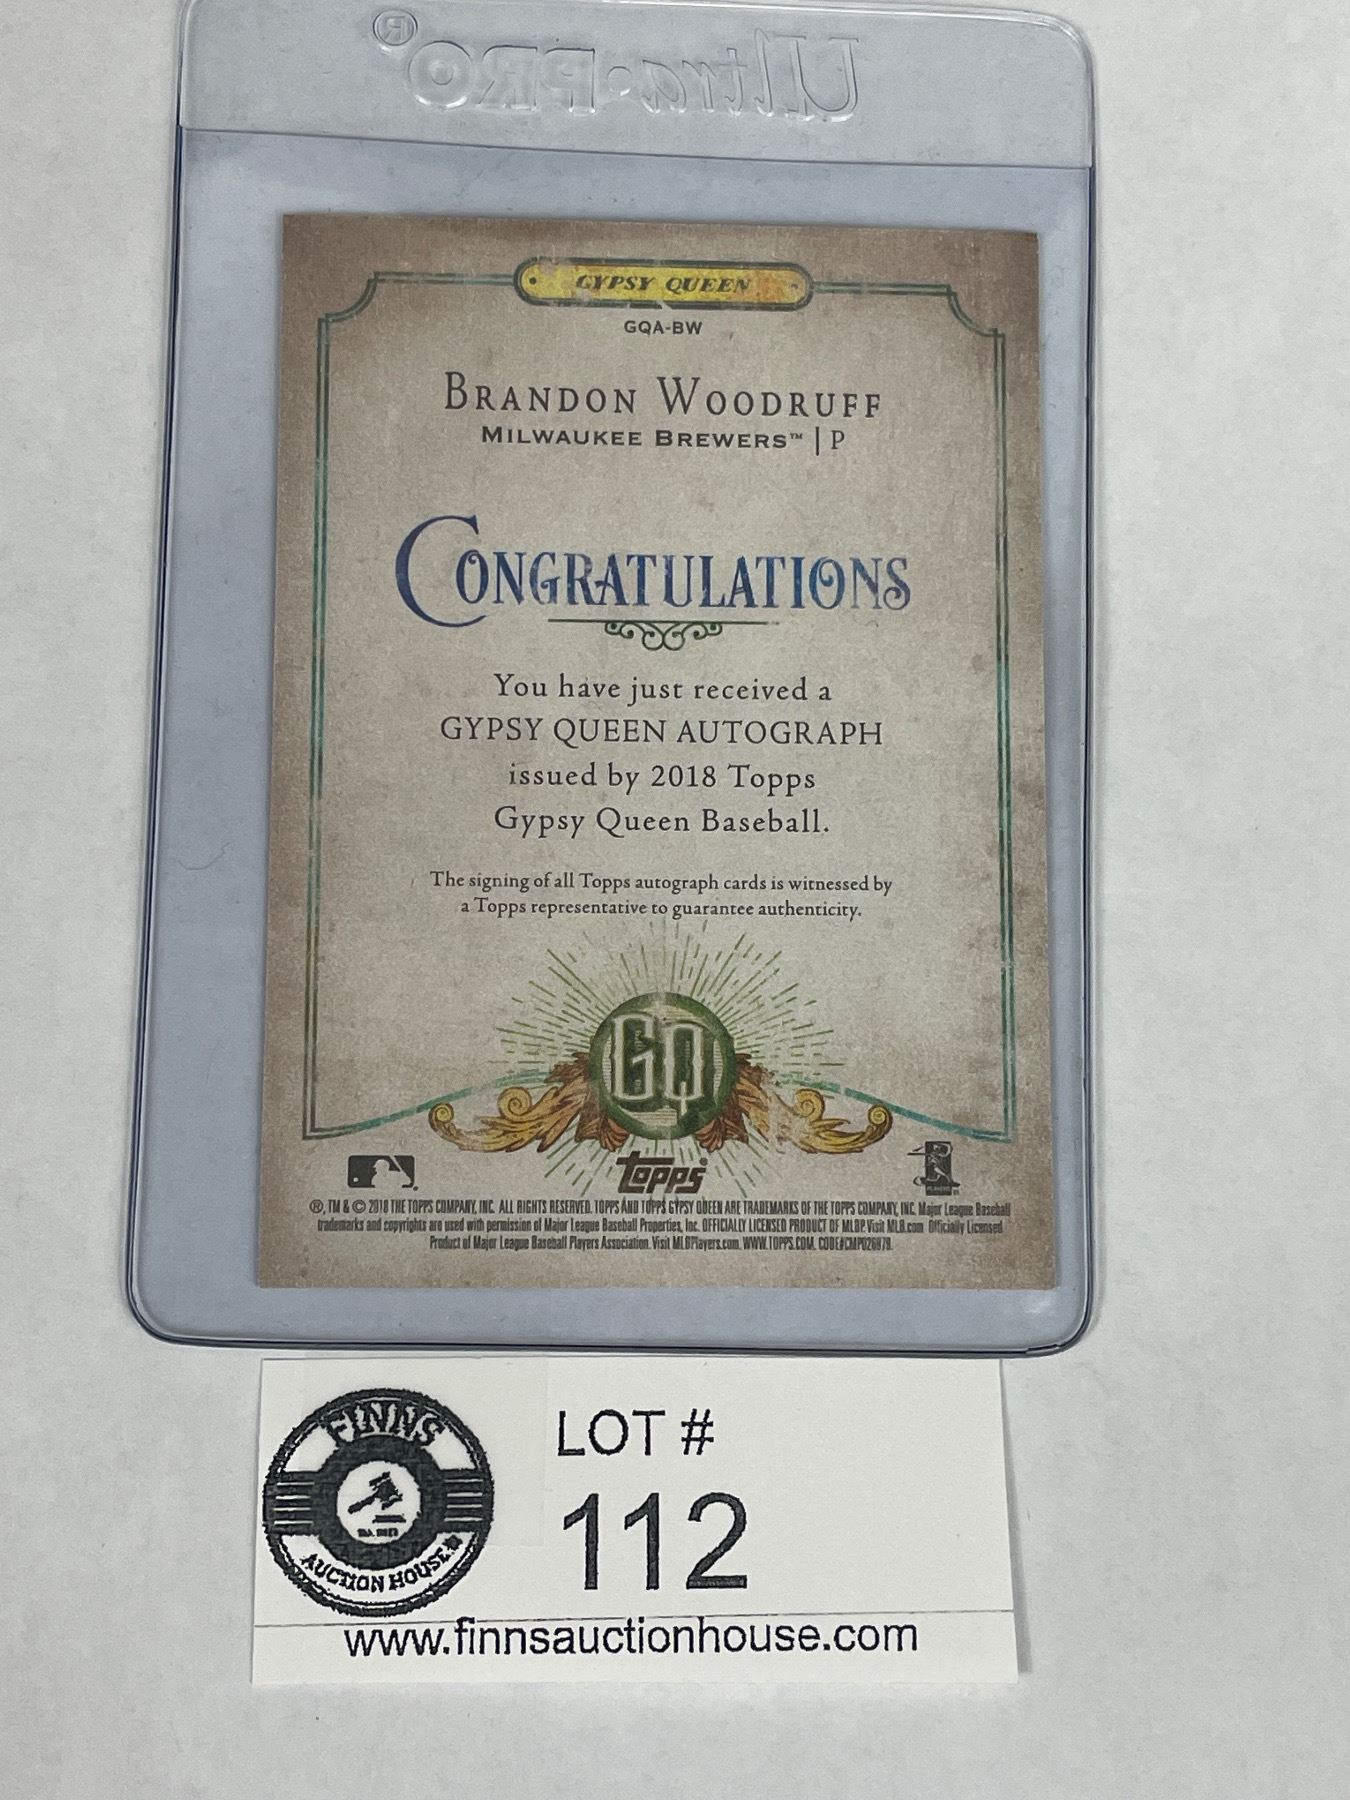 Ultra·PRO®
GYPSY QUEEN
GQA-BW
BRANDON WOODRUFF
MILWAUKEE BREWERS™ | P
CONGRATULATIONS
You have just received a
GYPSY QUEEN AUTOGRAPH
issued by 2018 Topps
Gypsy Queen Baseball.
The signing of all Topps autograph cards is witnessed by
a Topps representative to guarantee authenticity.
GQ
topps
®, TM & © 2018 THE TOPPS COMPANY, INC. ALL RIGHTS RESERVED. TOPPS AND TOPPS GYPSY QUEEN ARE TRADEMARKS OF THE TOPPS COMPANY, INC. Major League Baseball
trademarks and copyrights are used with permission of Major League Baseball Properties, Inc. OFFICIALLY LICENSED PRODUCT OF MLBP. Visit MLB.com Officially Licensed
Product of Major League Baseball Players Association. Visit MLBPlayers.com. WWW.TOPPS.COM. CODE#CMP026879.
FINNS
AUCTION HOUSE
LOT #
112
www.finnsauctionhouse.com